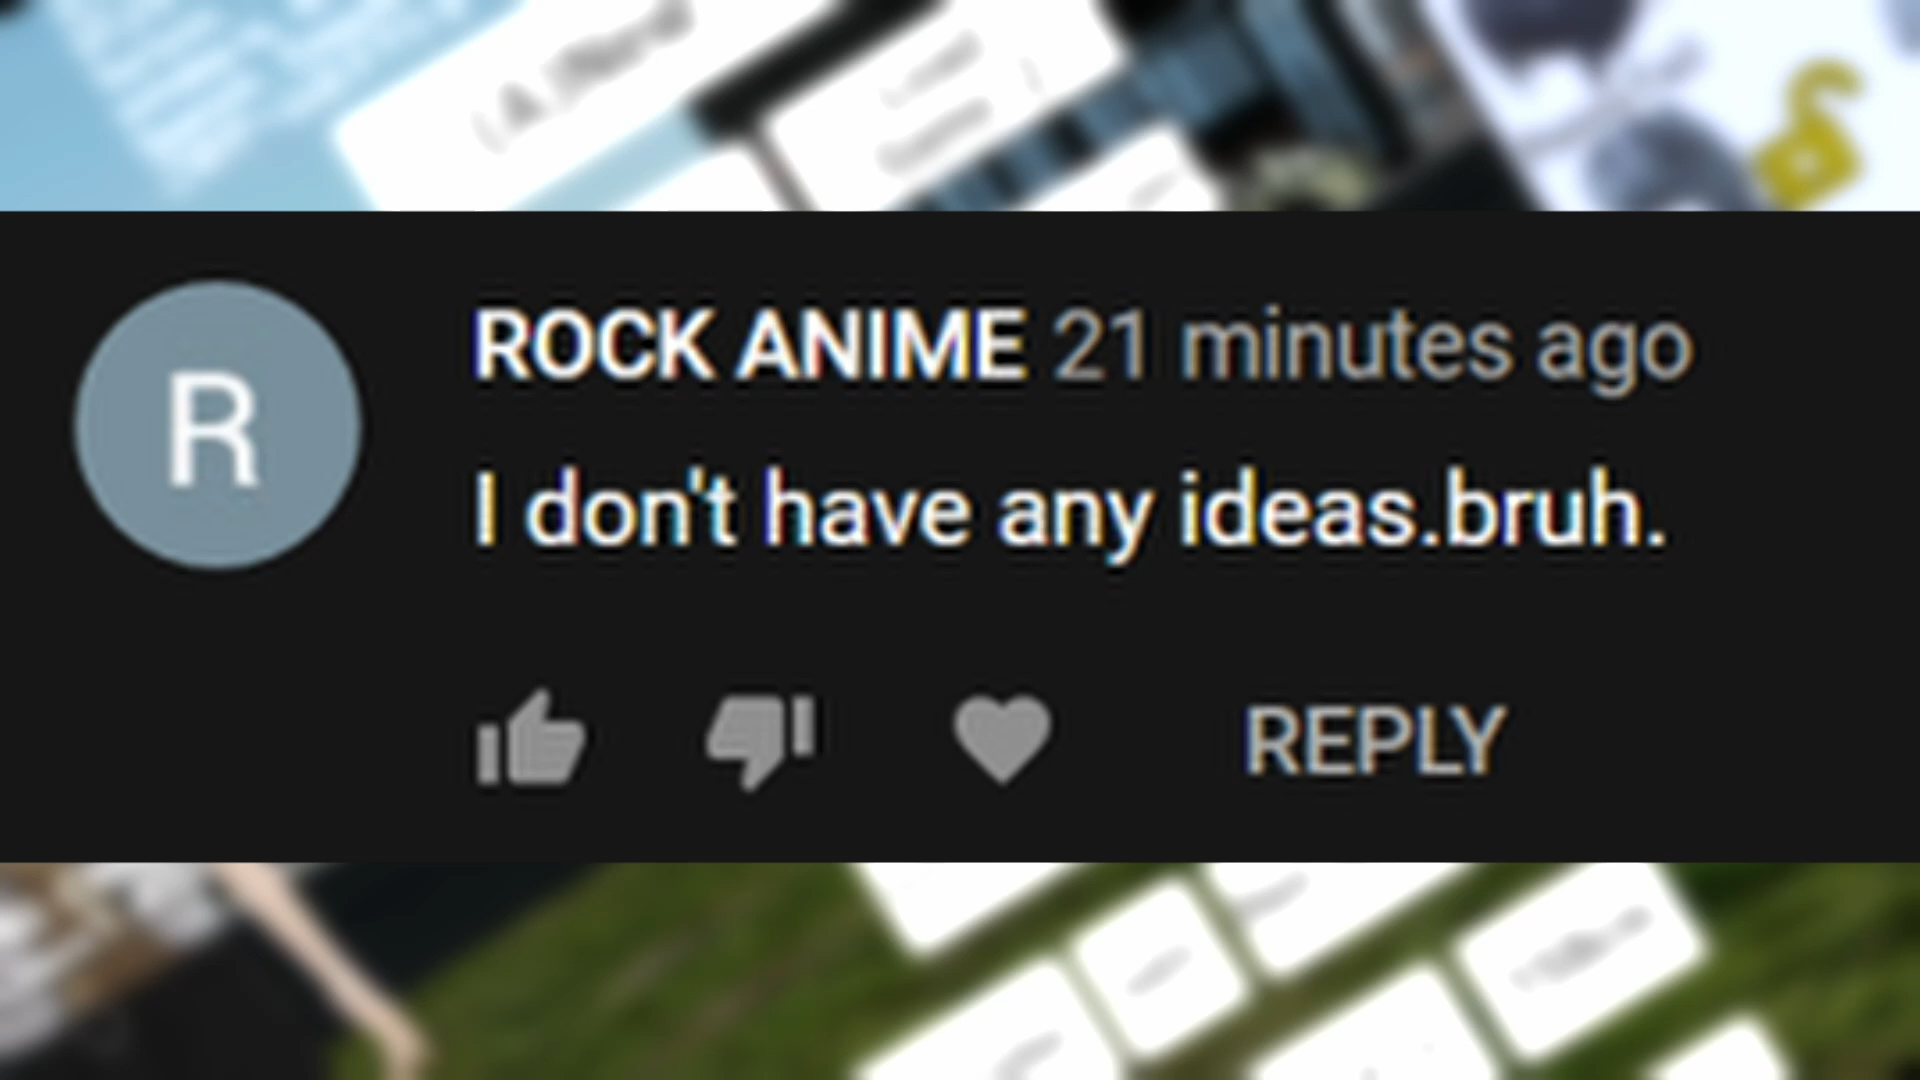 R
ROCK ANIME 21 minutes ago
I don't have any ideas.bruh.
REPLY